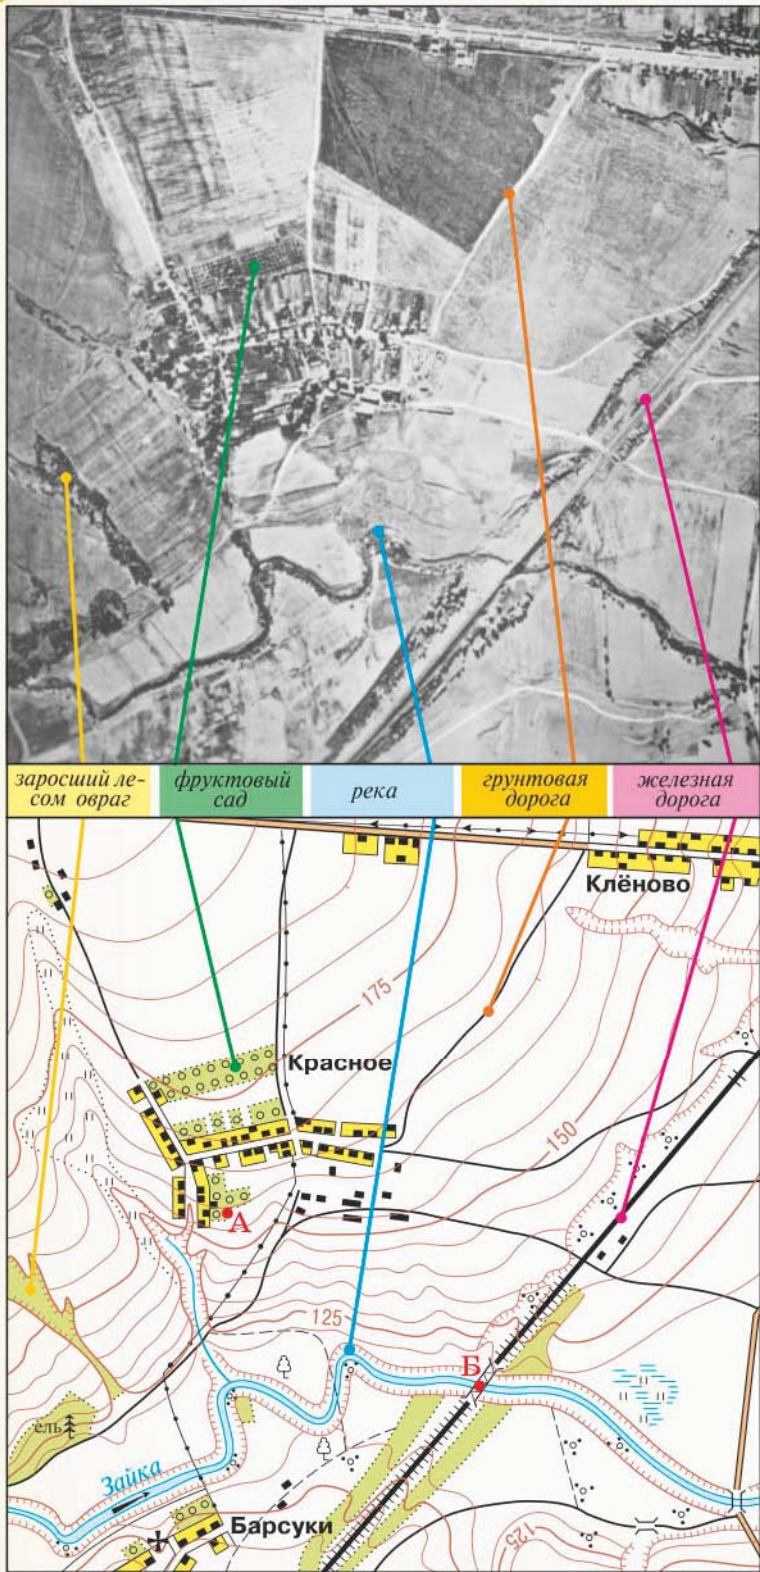 заросший ле-
сом овраг
фруктовый
сад
река
грунтовая
дорога
железная
дорога
Клёново
175
Красное
150
А
125
Б
ель
Зайка
Барсуки
125